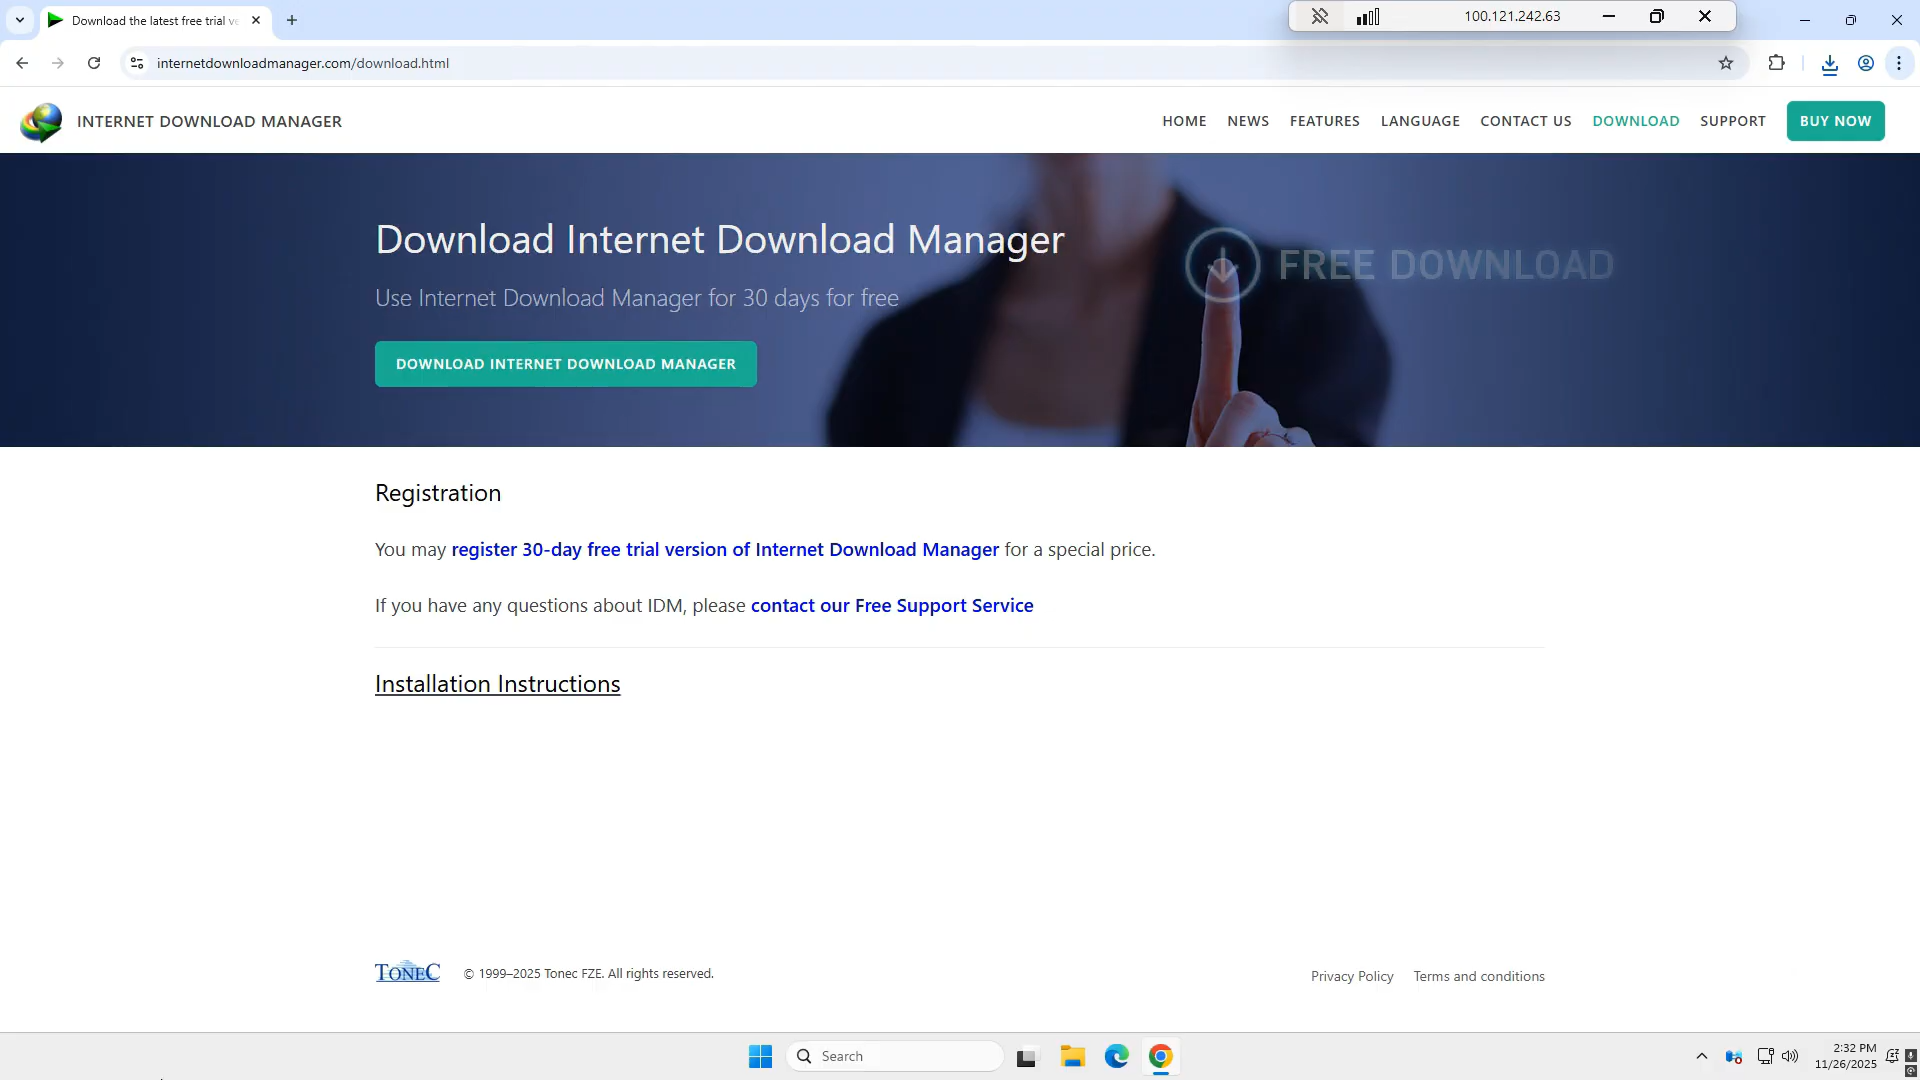 Download the latest free trial ve
100.121.242.63
internetdownloadmanager.com/download.html
INTERNET DOWNLOAD MANAGER
HOME NEWS FEATURES LANGUAGE CONTACT US DOWNLOAD SUPPORT BUY NOW
Download Internet Download Manager
FREE DOWNLOAD
Use Internet Download Manager for 30 days for free
DOWNLOAD INTERNET DOWNLOAD MANAGER
Registration
You may register 30-day free trial version of Internet Download Manager for a special price.
If you have any questions about IDM, please contact our Free Support Service
Installation Instructions
TONEC © 1999–2025 Tonec FZE. All rights reserved.
Privacy Policy Terms and conditions
Search
2:32 PM
11/26/2025